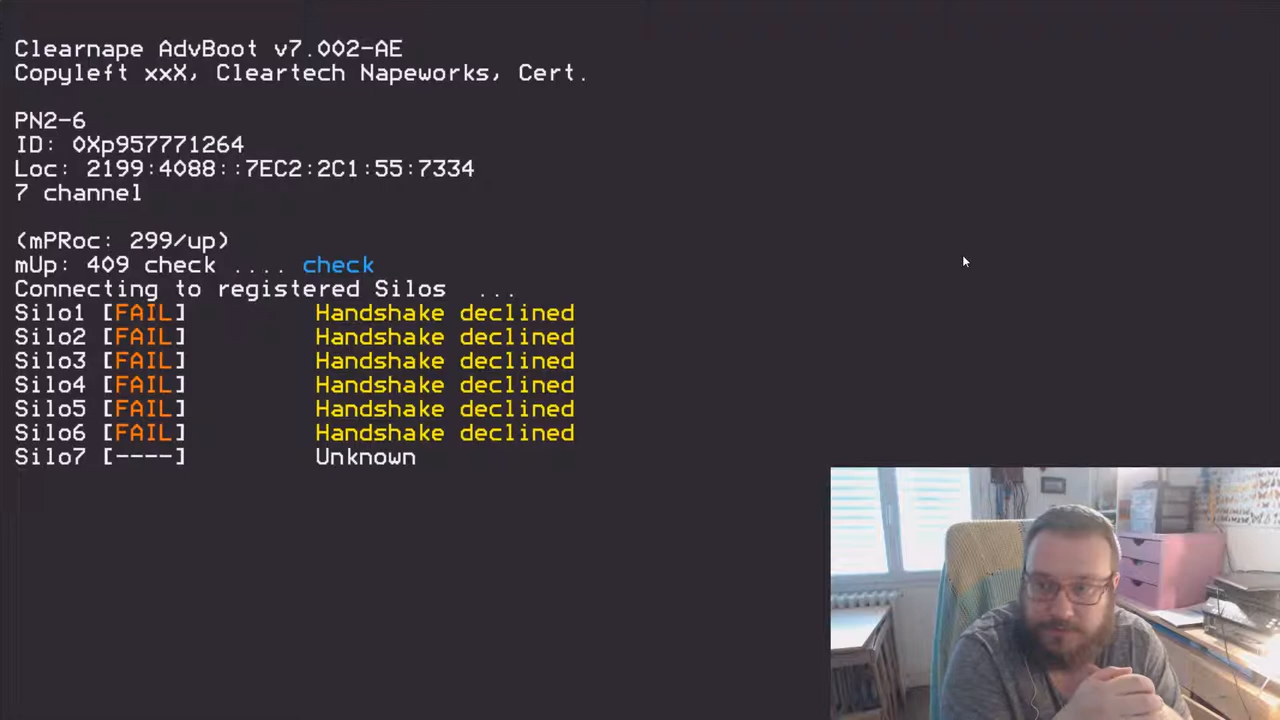 Clearnape AdvBoot v7.002-AE
Copyleft xxX, Cleartech Napeworks, Cert.
PN2-6
ID: 0Xp957771264
Loc: 2199:4088::7EC2:2C1:55:7334
7 channel
(mPRoc: 299/up)
mUp: 409 check .... check
Connecting to registered Silos ...
Silo1 [FAIL] Handshake declined
Silo2 [FAIL] Handshake declined
Silo3 [FAIL] Handshake declined
Silo4 [FAIL] Handshake declined
Silo5 [FAIL] Handshake declined
Silo6 [FAIL] Handshake declined
Silo7 [----] Unknown